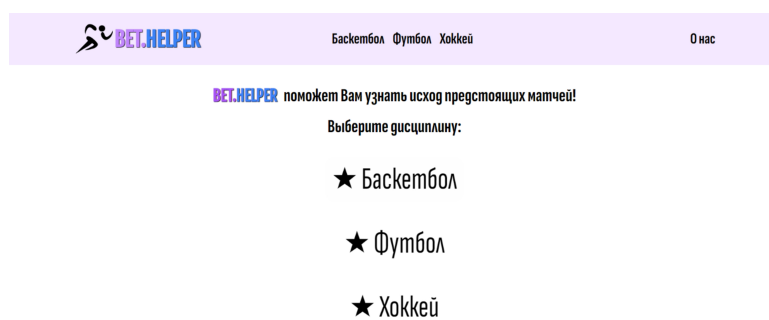 BET.HELPER Баскетбол Футбол Хоккей О нас
BET.HELPER поможет Вам узнать исход предстоящих матчей!
Выберите дисциплину:
★ Баскетбол
★ Футбол
★ Хоккей